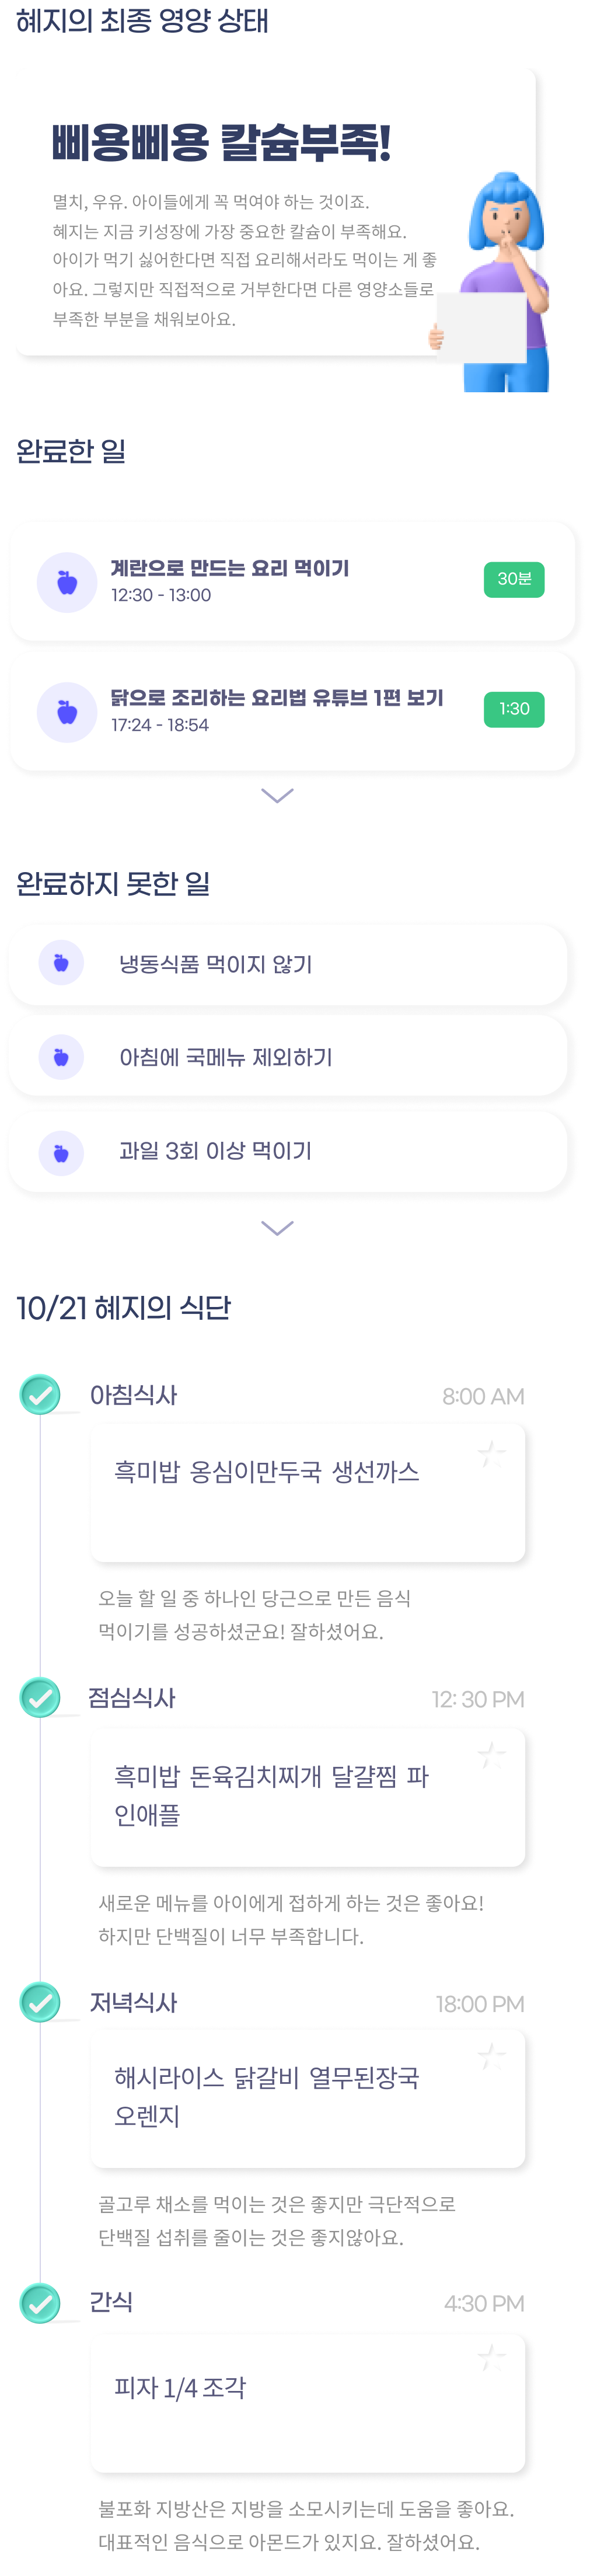 혜지의 최종 영양 상태
삐용삐용 칼슘부족!
멸치, 우유. 아이들에게 꼭 먹여야 하는 것이죠.
혜지는 지금 키성장에 가장 중요한 칼슘이 부족해요.
아이가 먹기 싫어한다면 직접 요리해서라도 먹이는 게 좋
아요. 그렇지만 직접적으로 거부한다면 다른 영양소들로
부족한 부분을 채워보아요.
완료한 일
계란으로 만드는 요리 먹이기
12:30 - 13:00
30분
닭으로 조리하는 요리법 유튜브 1편 보기
17:24 - 18:54
1:30
완료하지 못한 일
냉동식품 먹이지 않기
아침에 국메뉴 제외하기
과일 3회 이상 먹이기
10/21 혜지의 식단
아침식사
8:00 AM
흑미밥 옹심이만두국 생선까스
오늘 할 일 중 하나인 당근으로 만든 음식
먹이기를 성공하셨군요! 잘하셨어요.
점심식사
12: 30 PM
흑미밥 돈육김치찌개 달걀찜 파
인애플
새로운 메뉴를 아이에게 접하게 하는 것은 좋아요!
하지만 단백질이 너무 부족합니다.
저녁식사
18:00 PM
해시라이스 닭갈비 열무된장국
오렌지
골고루 채소를 먹이는 것은 좋지만 극단적으로
단백질 섭취를 줄이는 것은 좋지않아요.
간식
4:30 PM
피자 1/4 조각
불포화 지방산은 지방을 소모시키는데 도움을 좋아요.
대표적인 음식으로 아몬드가 있지요. 잘하셨어요.